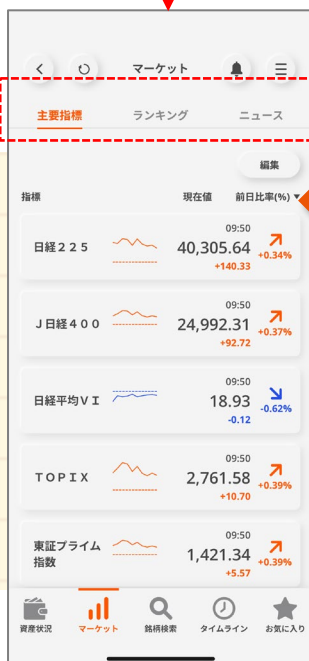 マーケット
主要指標 ランキング ニュース
編集
指標 現在値 前日比率(%) ▼
09:50
日経２２５ 40,305.64 +0.34%
+140.33
09:50
Ｊ日経４００ 24,992.31 +0.37%
+92.72
09:50
日経平均ＶＩ 18.93 -0.62%
-0.12
09:50
ＴＯＰＩＸ 2,761.58 +0.39%
+10.70
09:50
東証プライム
指数 1,421.34 +0.39%
+5.57
資産状況 マーケット 銘柄検索 タイムライン お気に入り